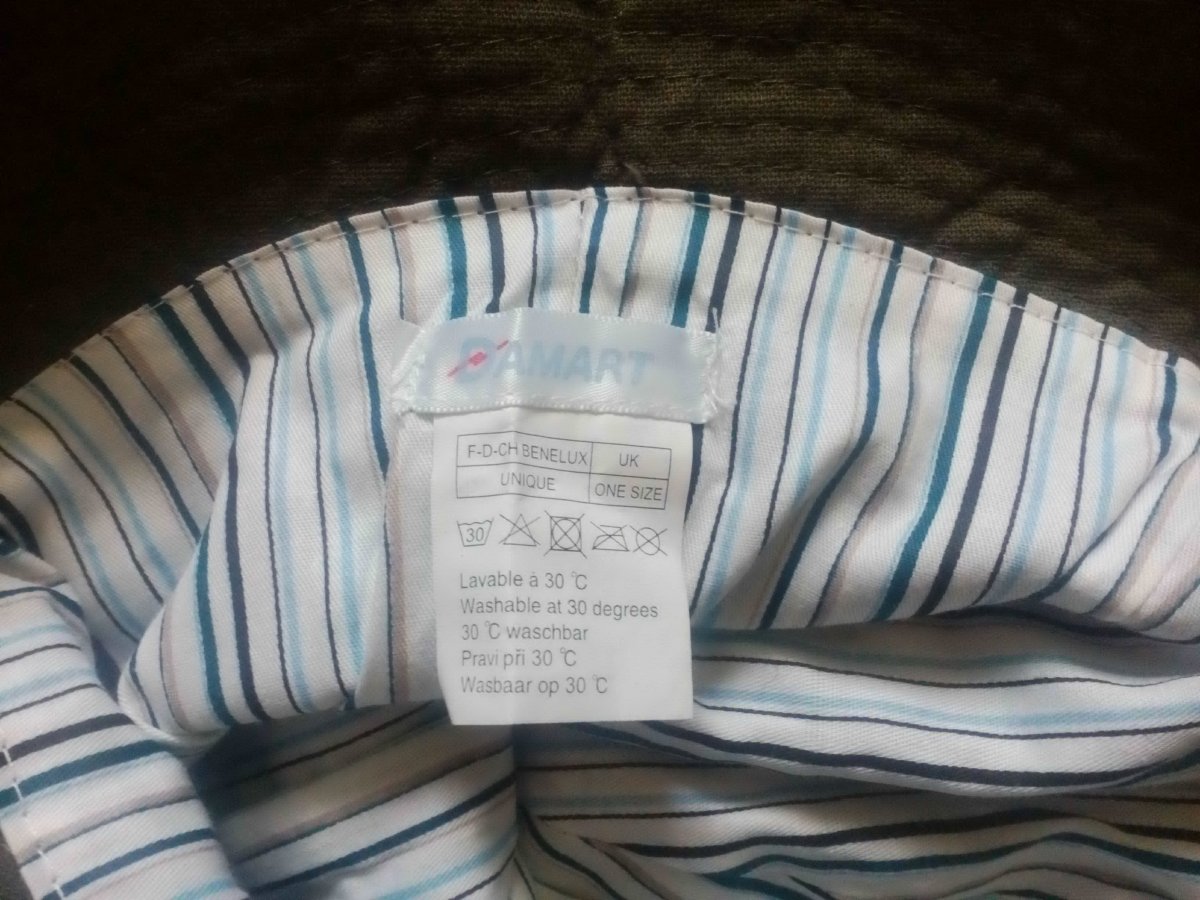 DAMART
F-D-CH BENELUX UK
UNIQUE ONE SIZE
30
Lavable à 30 °C
Washable at 30 degrees
30 °C waschbar
Pravi při 30 °C
Wasbaar op 30 °C